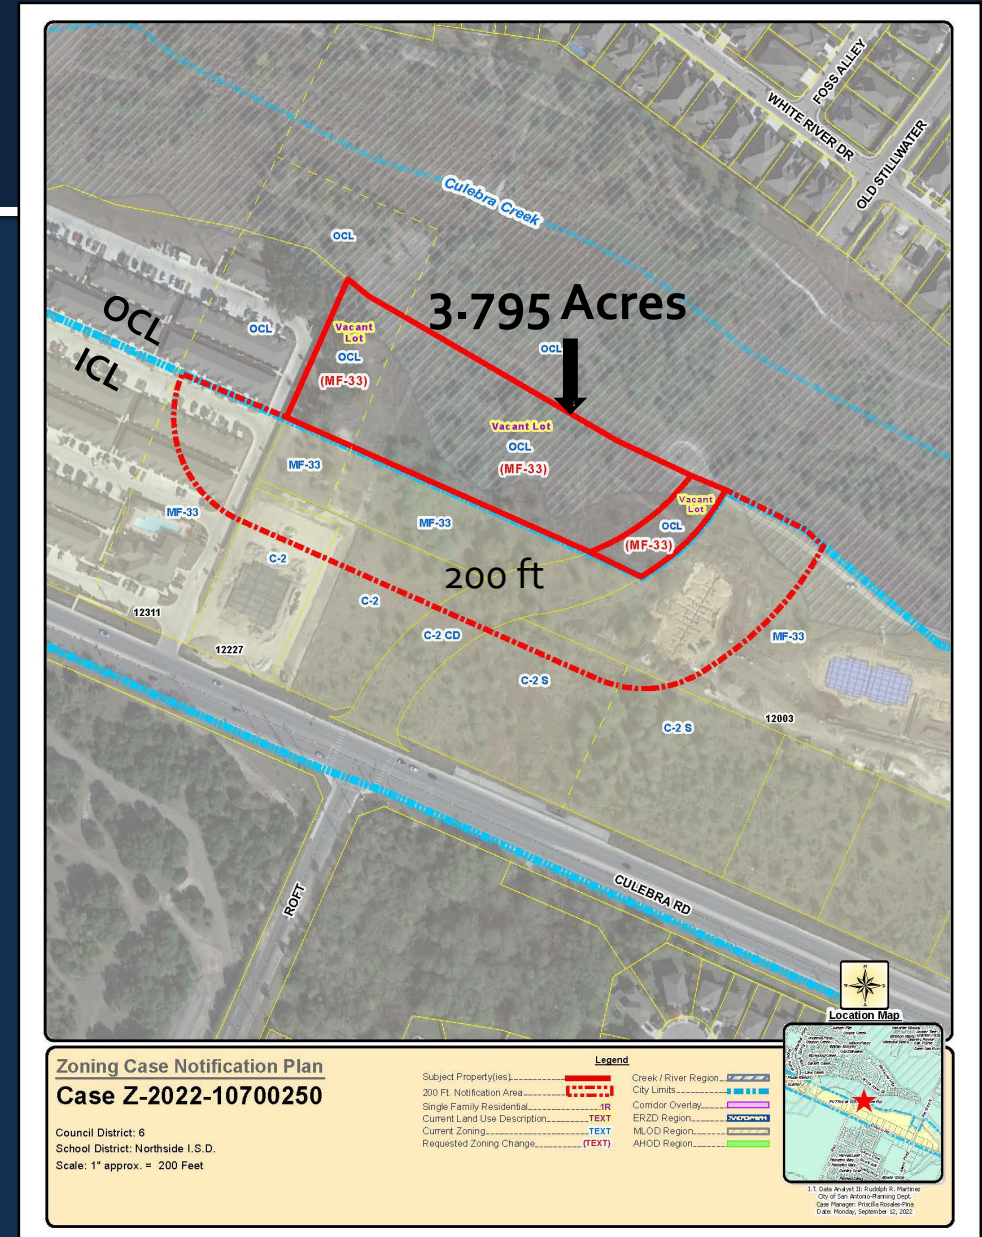 FOSS ALLEY
WHITE RIVER DR
OLD STILLWATER
Culebra Creek
OCL
3.795 Acres
OCL
ICL
OCL
Vacant
Lot
OCL
(MF-33)
OCL
Vacant Lot
OCL
(MF-33)
MF-33
Vacant
Lot
OCL
(MF-33)
MF-33
MF-33
C-2
200 ft
C-2
12311
C-2 CD
MF-33
12227
C-2 S
C-2 S
12003
ROFT
CULEBRA RD
Location Map
Zoning Case Notification Plan
Case Z-2022-10700250
Council District: 6
School District: Northside I.S.D.
Scale: 1" approx. = 200 Feet
Legend
Subject Property(ies)
200 Ft. Notification Area
Single Family Residential 1R
Current Land Use Description TEXT
Current Zoning TEXT
Requested Zoning Change (TEXT)
Creek / River Region
City Limits
Corridor Overlay
ERZD Region
MLOD Region
AHOD Region
I.T. Data Analyst II: Rudolph R. Martinez
City of San Antonio-Planning Dept.
Case Manager: Priscilla Rosales-Pina
Date: Monday, September 12, 2022